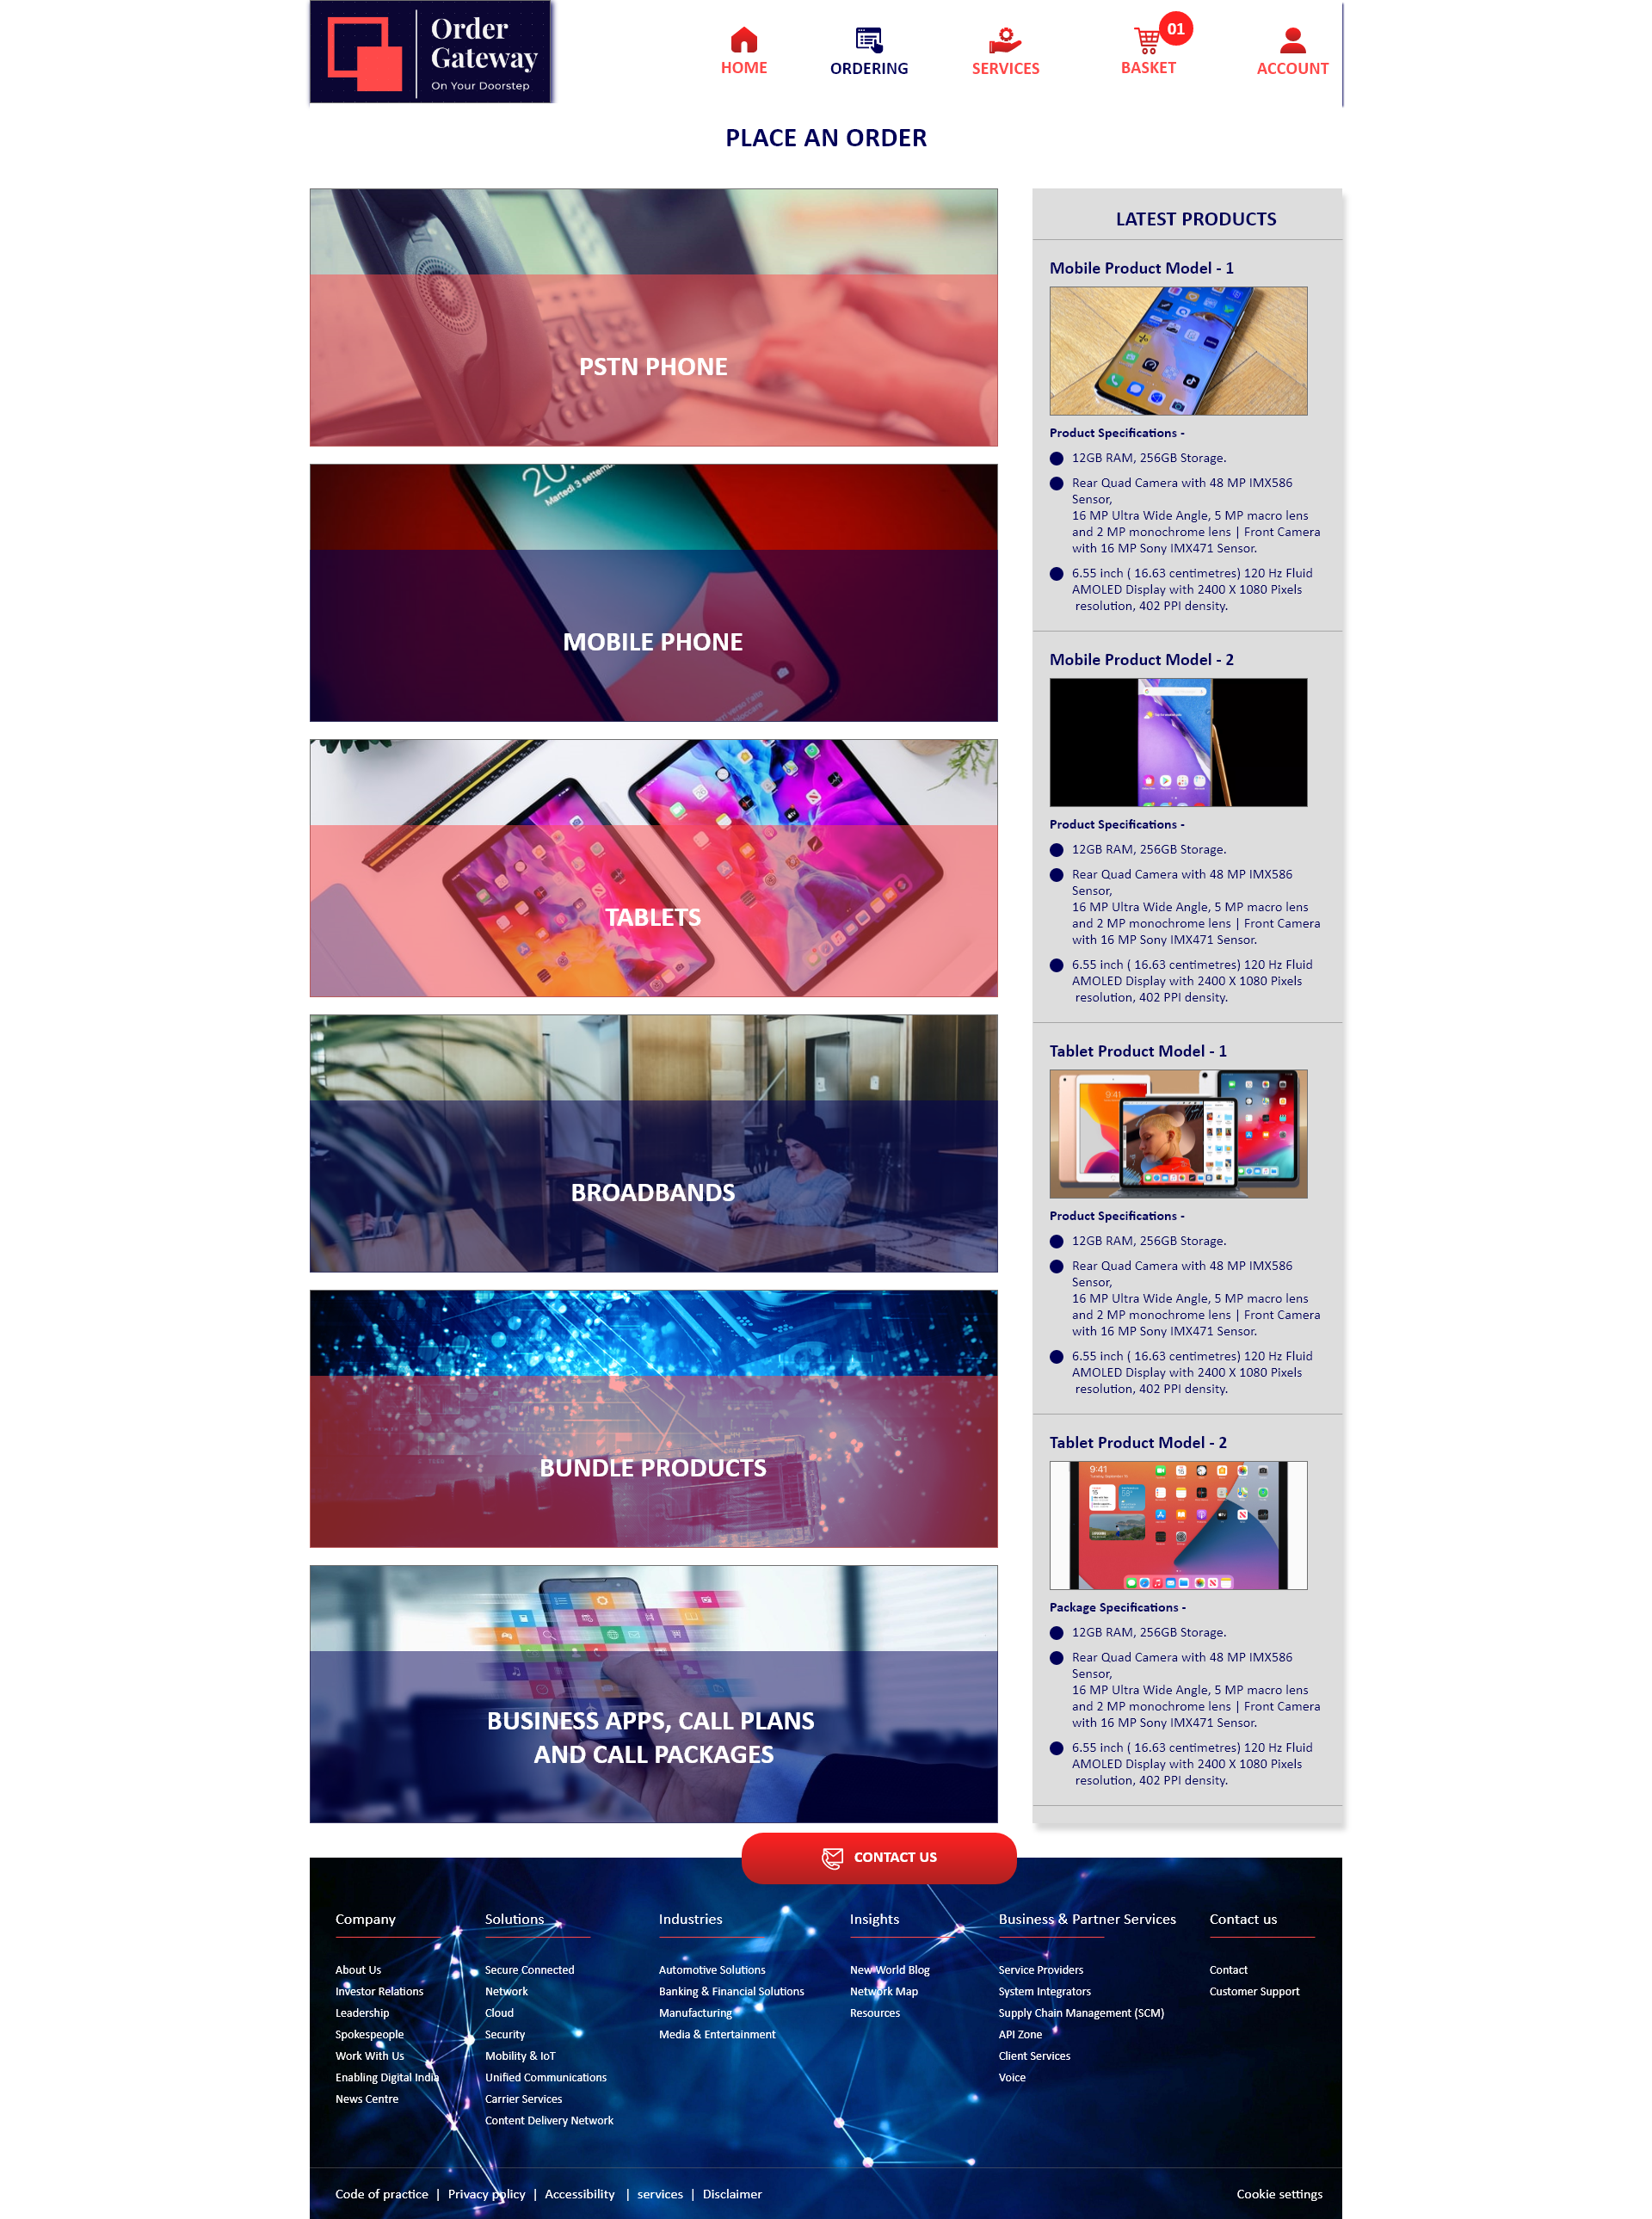 Order
Gateway
On Your Doorstep
HOME
ORDERING
SERVICES
01
BASKET
ACCOUNT
PLACE AN ORDER
PSTN PHONE
MOBILE PHONE
TABLETS
BROADBANDS
BUNDLE PRODUCTS
BUSINESS APPS, CALL PLANS
AND CALL PACKAGES
LATEST PRODUCTS
Mobile Product Model - 1
Product Specifications -
12GB RAM, 256GB Storage.
Rear Quad Camera with 48 MP IMX586
Sensor,
16 MP Ultra Wide Angle, 5 MP macro lens
and 2 MP monochrome lens | Front Camera
with 16 MP Sony IMX471 Sensor.
6.55 inch ( 16.63 centimetres) 120 Hz Fluid
AMOLED Display with 2400 X 1080 Pixels
resolution, 402 PPI density.
Mobile Product Model - 2
Product Specifications -
12GB RAM, 256GB Storage.
Rear Quad Camera with 48 MP IMX586
Sensor,
16 MP Ultra Wide Angle, 5 MP macro lens
and 2 MP monochrome lens | Front Camera
with 16 MP Sony IMX471 Sensor.
6.55 inch ( 16.63 centimetres) 120 Hz Fluid
AMOLED Display with 2400 X 1080 Pixels
resolution, 402 PPI density.
Tablet Product Model - 1
9:41
Product Specifications -
12GB RAM, 256GB Storage.
Rear Quad Camera with 48 MP IMX586
Sensor,
16 MP Ultra Wide Angle, 5 MP macro lens
and 2 MP monochrome lens | Front Camera
with 16 MP Sony IMX471 Sensor.
6.55 inch ( 16.63 centimetres) 120 Hz Fluid
AMOLED Display with 2400 X 1080 Pixels
resolution, 402 PPI density.
Tablet Product Model - 2
9:41
Package Specifications -
12GB RAM, 256GB Storage.
Rear Quad Camera with 48 MP IMX586
Sensor,
16 MP Ultra Wide Angle, 5 MP macro lens
and 2 MP monochrome lens | Front Camera
with 16 MP Sony IMX471 Sensor.
6.55 inch ( 16.63 centimetres) 120 Hz Fluid
AMOLED Display with 2400 X 1080 Pixels
resolution, 402 PPI density.
CONTACT US
Company
About Us
Investor Relations
Leadership
Spokespeople
Work With Us
Enabling Digital India
News Centre
Solutions
Secure Connected
Network
Cloud
Security
Mobility & IoT
Unified Communications
Carrier Services
Content Delivery Network
Industries
Automotive Solutions
Banking & Financial Solutions
Manufacturing
Media & Entertainment
Insights
New World Blog
Network Map
Resources
Business & Partner Services
Service Providers
System Integrators
Supply Chain Management (SCM)
API Zone
Client Services
Voice
Contact us
Contact
Customer Support
Code of practice | Privacy policy | Accessibility | services | Disclaimer
Cookie settings